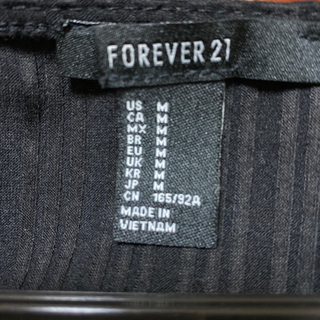 FOREVER 21
US M
CA M
MX M
BR M
EU M
UK M
KR M
JP M
CN 165/92A
MADE IN
VIETNAM